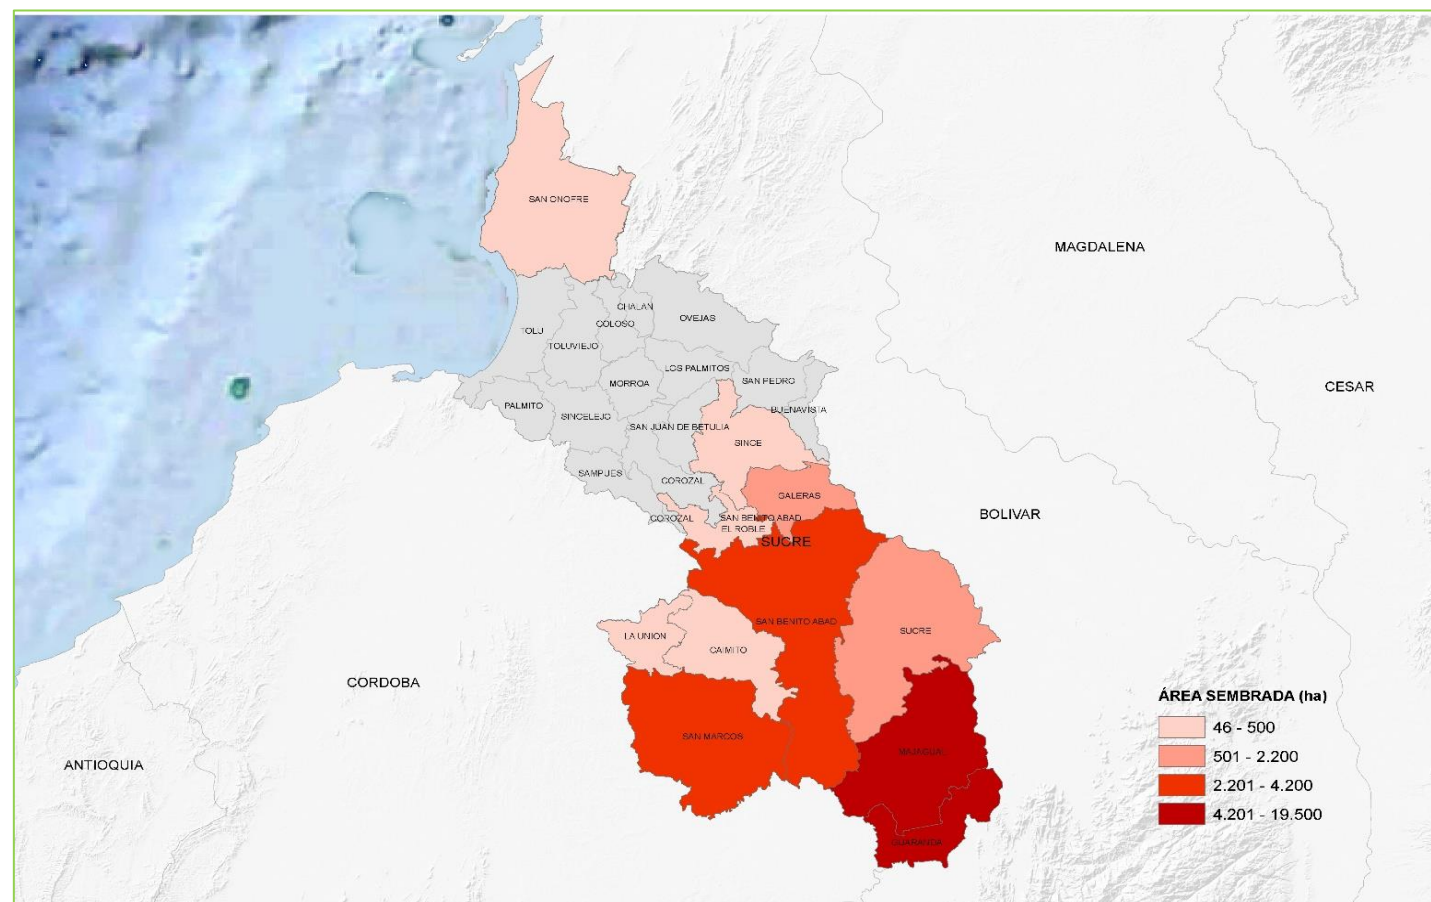 SAN ONOFRE
MAGDALENA
CHALAN
COLOSO
OVEJAS
TOLU
TOLUVIEJO
LOS PALMITOS
SAN PEDRO
MORROA
CESAR
PALMITO
SINCELEJO
BUENAVISTA
SAN JUAN DE BETULIA
SINCE
SAMPUES
COROZAL
GALERAS
COROZAL
SAN BENITO ABAD
EL ROBLE
BOLIVAR
SUCRE
SAN BENITO ABAD
LA UNION
SUCRE
CAIMITO
CORDOBA
ÁREA SEMBRADA (ha)
46 - 500
501 - 2.200
2.201 - 4.200
4.201 - 19.500
SAN MARCOS
MAJAGUAL
ANTIOQUIA
GUARANDA